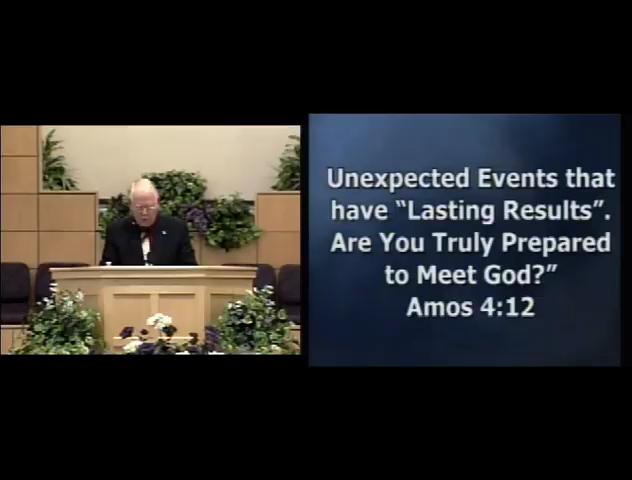 Unexpected Events that
have “Lasting Results”.
Are You Truly Prepared
to Meet God?”
Amos 4:12